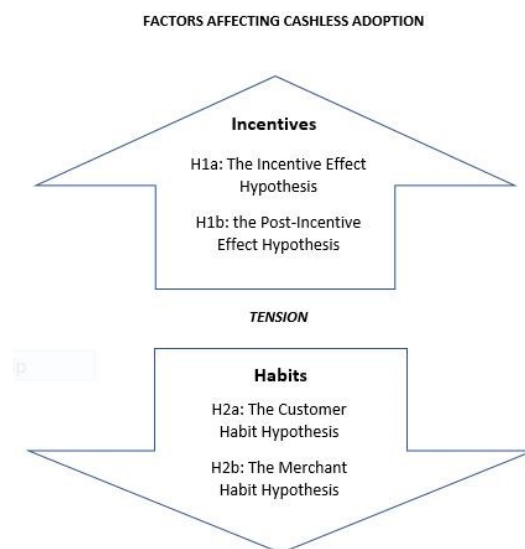 FACTORS AFFECTING CASHLESS ADOPTION
Incentives
H1a: The Incentive Effect
Hypothesis
H1b: the Post-Incentive
Effect Hypothesis
TENSION
Habits
H2a: The Customer
Habit Hypothesis
H2b: The Merchant
Habit Hypothesis